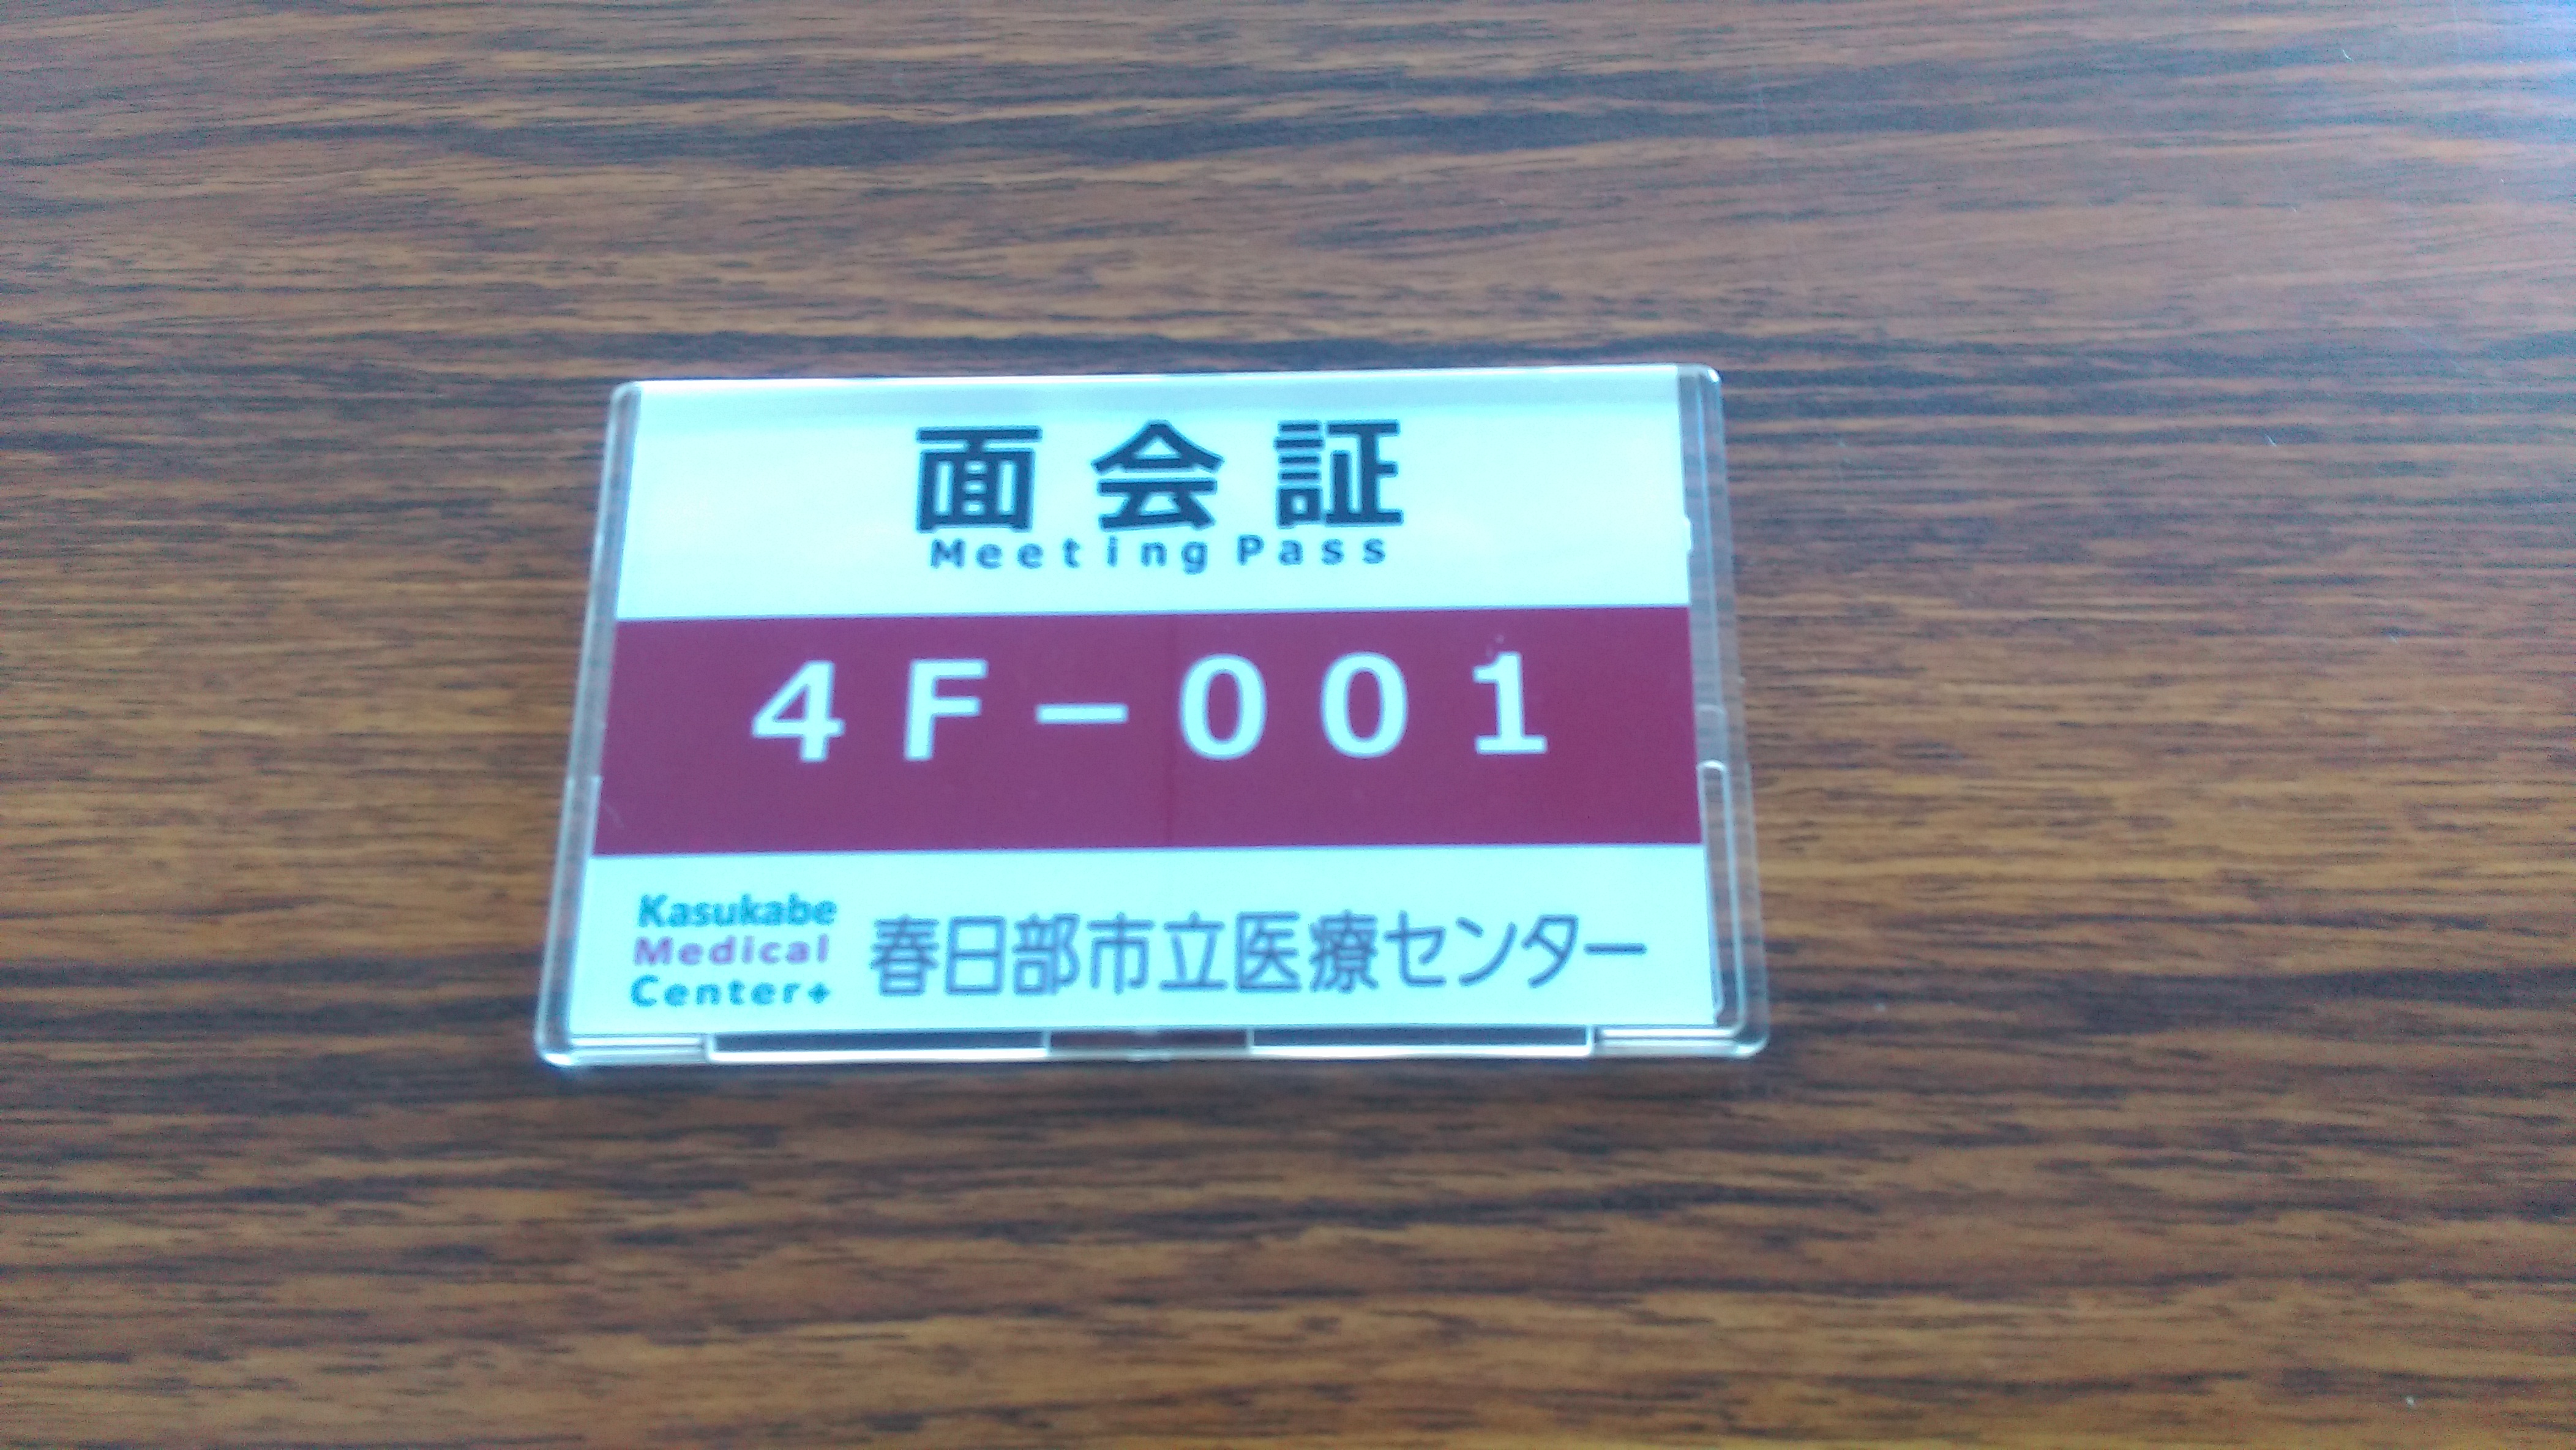 面会証
Meeting Pass
4F−001
Kasukabe
Medical
Center+
春日部市立医療センター